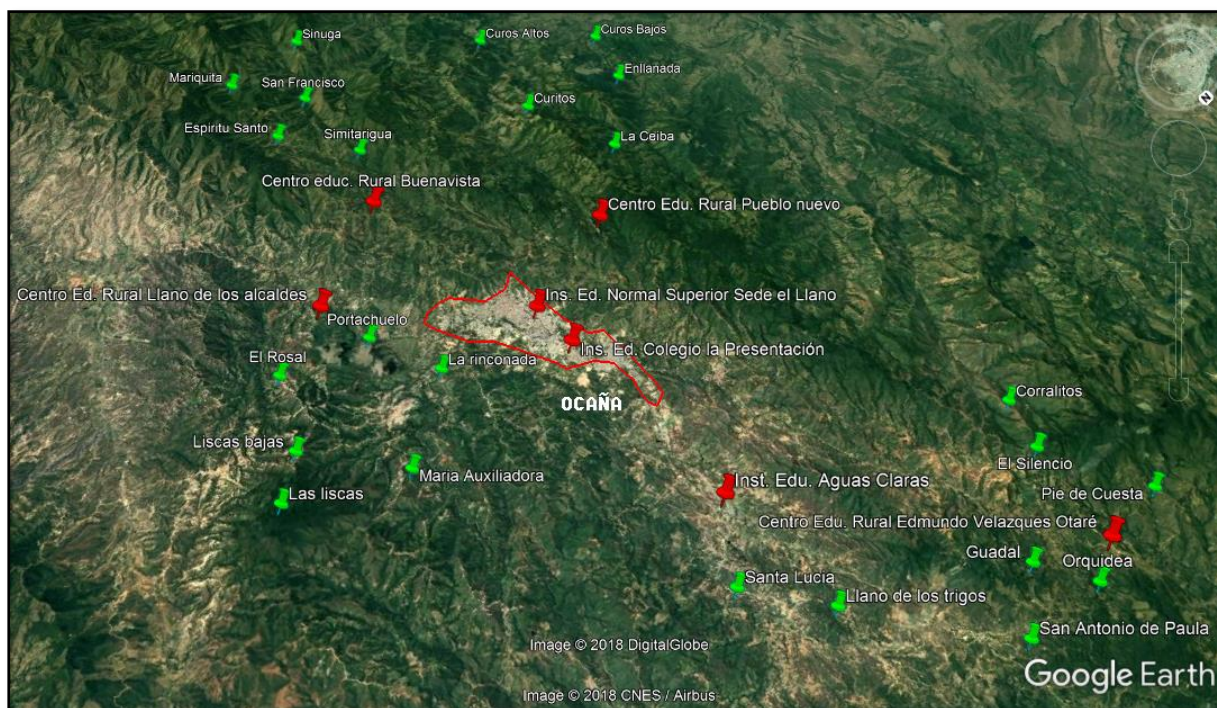 Sinuga
Curos Altos
Curos Bajos
Mariquita
San Francisco
Enllanada
Curitos
Espiritu Santo
Simitarigua
La Ceiba
Centro educ. Rural Buenavista
Centro Edu. Rural Pueblo nuevo
Centro Ed. Rural Llano de los alcaldes
Ins. Ed. Normal Superior Sede el Llano
Portachuelo
Ins. Ed. Colegio la Presentación
El Rosal
La rinconada
OCAÑA
Corralitos
Liscas bajas
El Silencio
Maria Auxiliadora
Inst. Edu. Aguas Claras
Pie de Cuesta
Las liscas
Centro Edu. Rural Edmundo Velazques Otaré
Guadal
Orquidea
Santa Lucia
Llano de los trigos
San Antonio de Paula
Image © 2018 DigitalGlobe
Google Earth
Image © 2018 CNES / Airbus
N